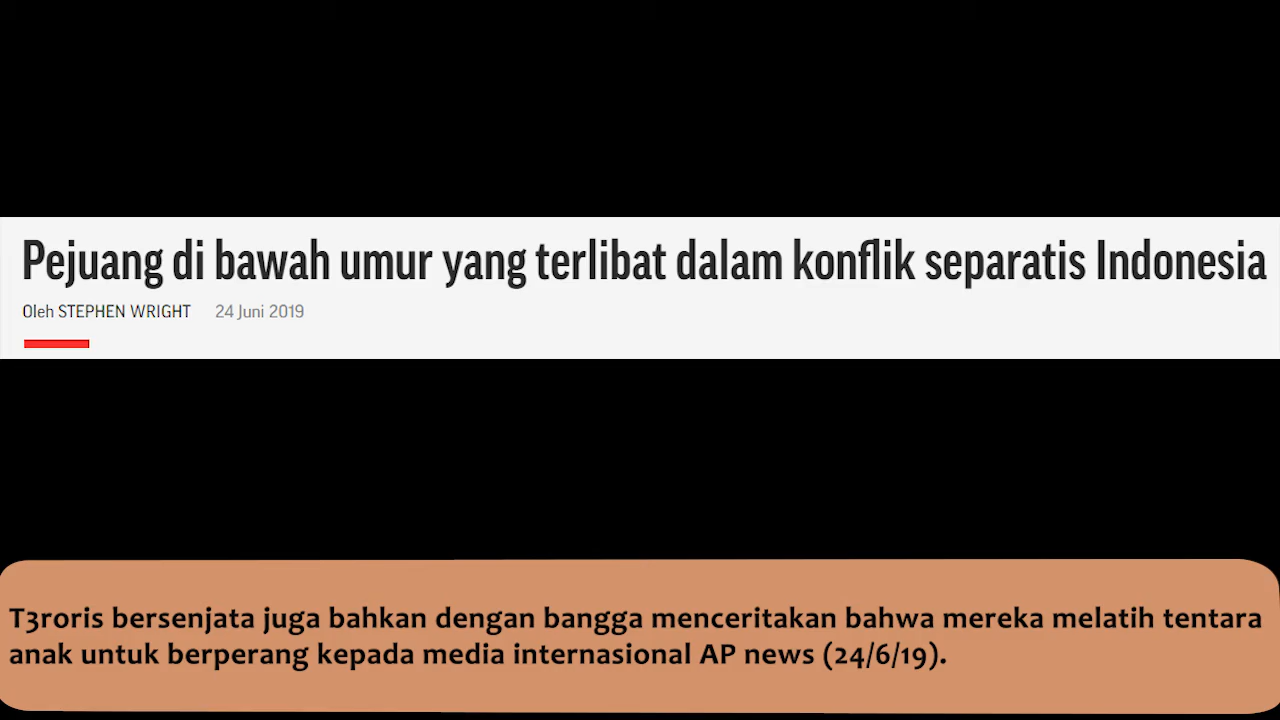 Pejuang di bawah umur yang terlibat dalam konflik separatis Indonesia
Oleh STEPHEN WRIGHT 24 Juni 2019
T3roris bersenjata juga bahkan dengan bangga menceritakan bahwa mereka melatih tentara
anak untuk berperang kepada media internasional AP news (24/6/19).